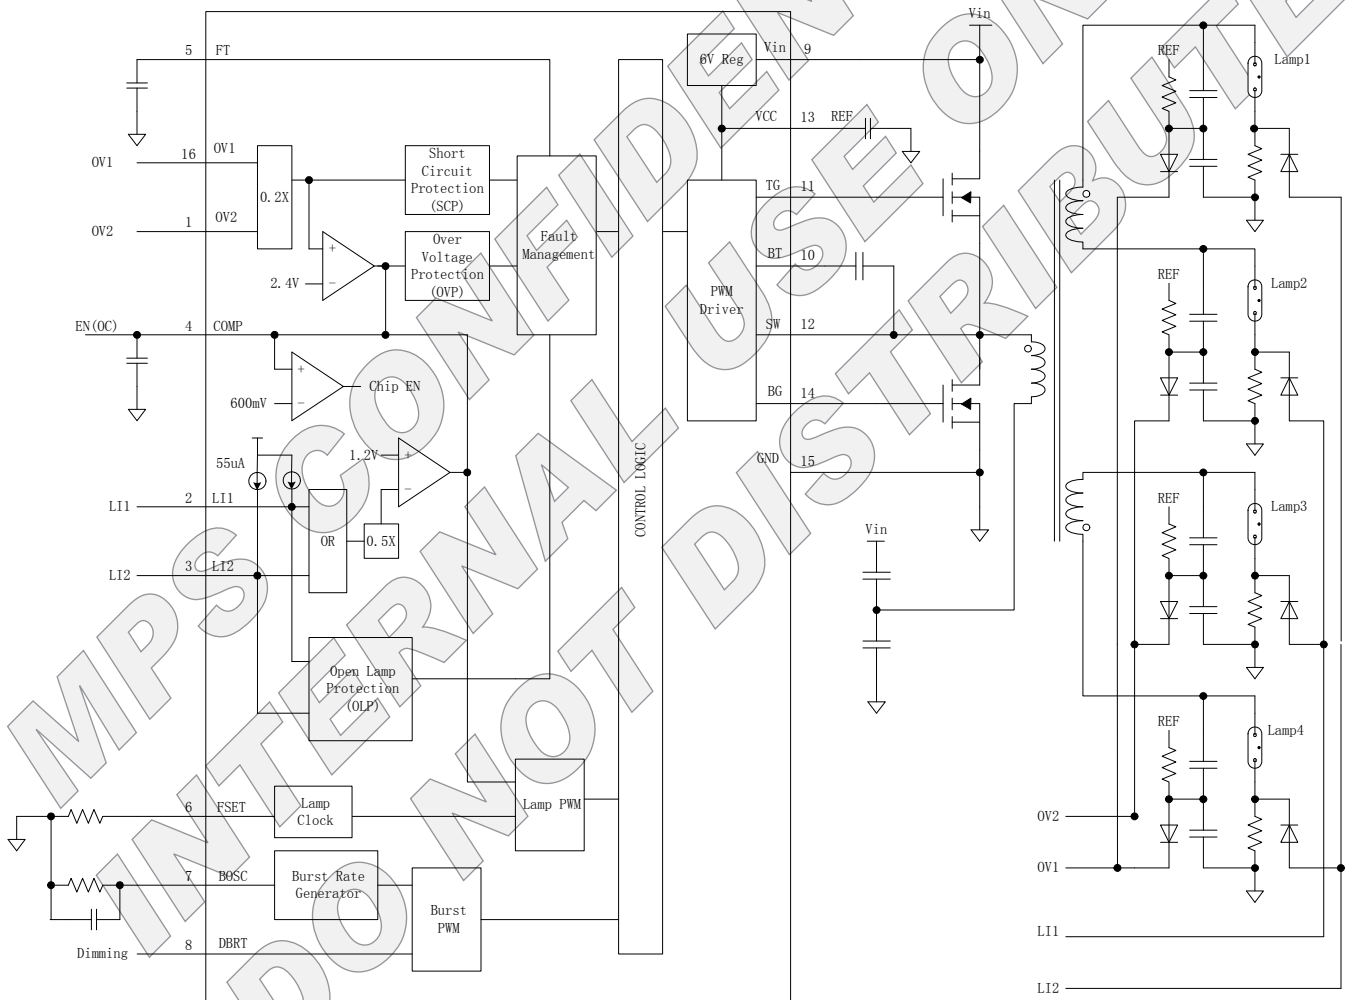 Vin
5 FT
Vin 9
6V Reg
REF
Lamp1
VCC 13 REF
OV1 16 OV1
0.2X
Short
Circuit
Protection
(SCP)
TG 11
OV2 1 OV2
Over
Voltage
Protection
(OVP)
Fault
Management
+
-
2.4V
BT 10
PWM
Driver
REF
Lamp2
EN(OC) 4 COMP
SW 12
+
-
600mV
Chip EN
BG 14
CONTROL LOGIC
1.2V
+
-
55uA
GND 15
LI1 2 LI1
OR
0.5X
LI2 3 LI2
Vin
REF
Lamp3
Open Lamp
Protection
(OLP)
REF
Lamp4
6 FSET
Lamp
Clock
Lamp PWM
OV2
7 BOSC
Burst Rate
Generator
OV1
Burst
PWM
Dimming 8 DBRT
LI1
LI2
MPS CONFIDENTIAL
INTERNAL USE ONLY
DO NOT DISTRIBUTE